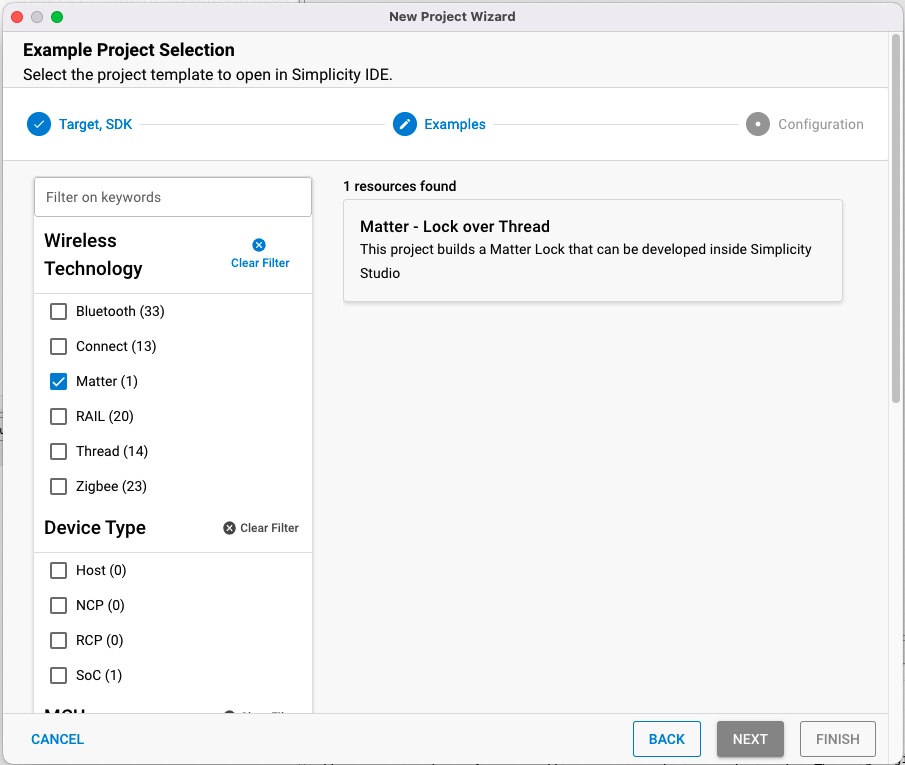 New Project Wizard
Example Project Selection
Select the project template to open in Simplicity IDE.
Target, SDK
Examples
Configuration
Filter on keywords
Wireless
Technology
Clear Filter
Bluetooth (33)
Connect (13)
Matter (1)
RAIL (20)
Thread (14)
Zigbee (23)
Device Type
Clear Filter
Host (0)
NCP (0)
RCP (0)
SoC (1)
1 resources found
Matter - Lock over Thread
This project builds a Matter Lock that can be developed inside Simplicity
Studio
CANCEL
BACK
NEXT
FINISH